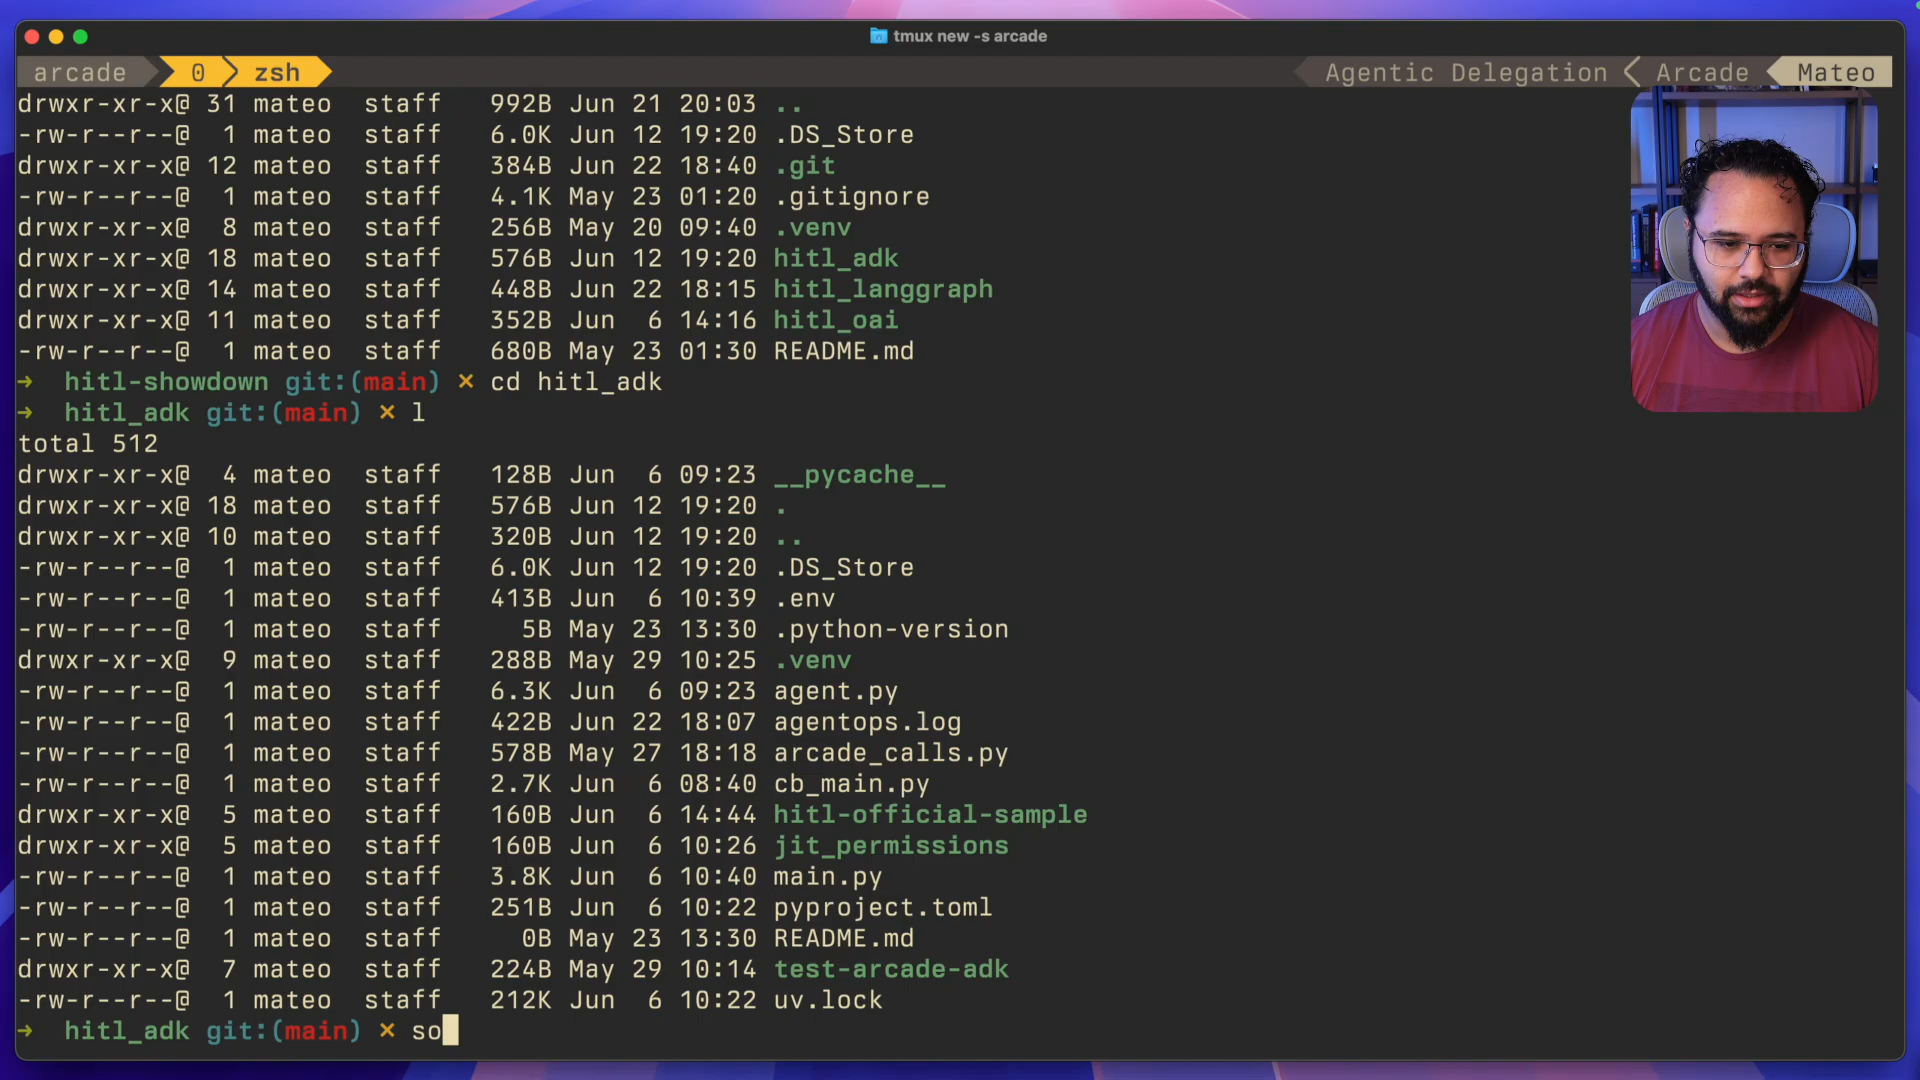 tmux new -s arcade
arcade 0 zsh Agentic Delegation Arcade Mateo
drwxr-xr-x@ 31 mateo staff 992B Jun 21 20:03 ..
-rw-r--r--@ 1 mateo staff 6.0K Jun 12 19:20 .DS_Store
drwxr-xr-x@ 12 mateo staff 384B Jun 22 18:40 .git
-rw-r--r--@ 1 mateo staff 4.1K May 23 01:20 .gitignore
drwxr-xr-x@ 8 mateo staff 256B May 20 09:40 .venv
drwxr-xr-x@ 18 mateo staff 576B Jun 12 19:20 hitl_adk
drwxr-xr-x@ 14 mateo staff 448B Jun 22 18:15 hitl_langgraph
drwxr-xr-x@ 11 mateo staff 352B Jun 6 14:16 hitl_oai
-rw-r--r--@ 1 mateo staff 680B May 23 01:30 README.md
→ hitl-showdown git:(main) × cd hitl_adk
→ hitl_adk git:(main) × l
total 512
drwxr-xr-x@ 4 mateo staff 128B Jun 6 09:23 __pycache__
drwxr-xr-x@ 18 mateo staff 576B Jun 12 19:20 .
drwxr-xr-x@ 10 mateo staff 320B Jun 12 19:20 ..
-rw-r--r--@ 1 mateo staff 6.0K Jun 12 19:20 .DS_Store
-rw-r--r--@ 1 mateo staff 413B Jun 6 10:39 .env
-rw-r--r--@ 1 mateo staff 5B May 23 13:30 .python-version
drwxr-xr-x@ 9 mateo staff 288B May 29 10:25 .venv
-rw-r--r--@ 1 mateo staff 6.3K Jun 6 09:23 agent.py
-rw-r--r--@ 1 mateo staff 422B Jun 22 18:07 agentops.log
-rw-r--r--@ 1 mateo staff 578B May 27 18:18 arcade_calls.py
-rw-r--r--@ 1 mateo staff 2.7K Jun 6 08:40 cb_main.py
drwxr-xr-x@ 5 mateo staff 160B Jun 6 14:44 hitl-official-sample
drwxr-xr-x@ 5 mateo staff 160B Jun 6 10:26 jit_permissions
-rw-r--r--@ 1 mateo staff 3.8K Jun 6 10:40 main.py
-rw-r--r--@ 1 mateo staff 251B Jun 6 10:22 pyproject.toml
-rw-r--r--@ 1 mateo staff 0B May 23 13:30 README.md
drwxr-xr-x@ 7 mateo staff 224B May 29 10:14 test-arcade-adk
-rw-r--r--@ 1 mateo staff 212K Jun 6 10:22 uv.lock
→ hitl_adk git:(main) × so